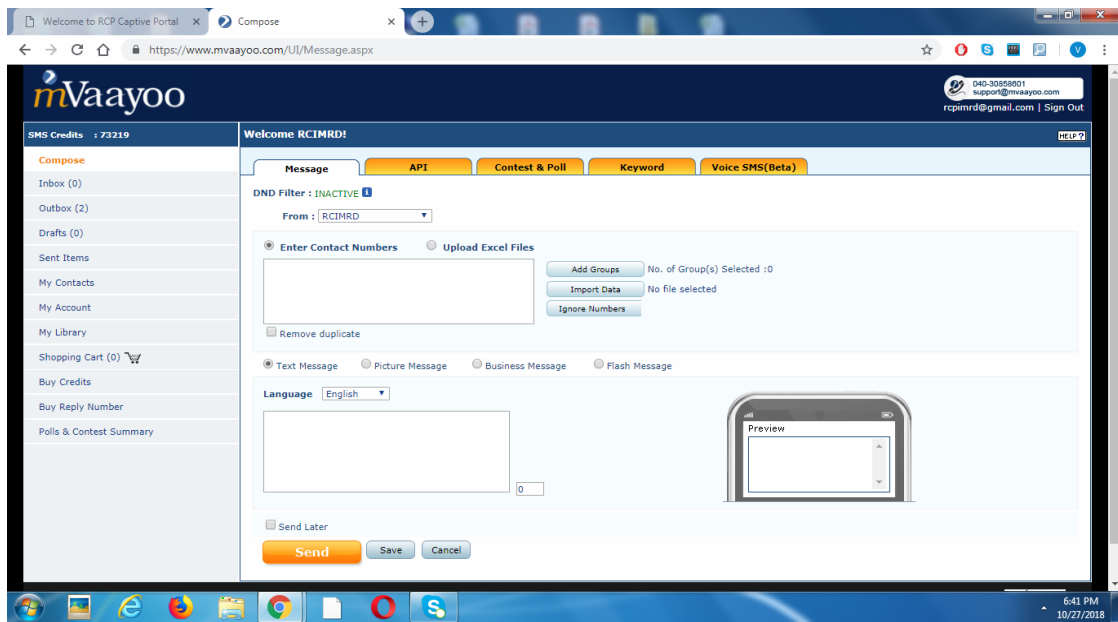 Welcome to RCP Captive Portal
Compose
https://www.mvaayoo.com/UI/Message.aspx
V
mVaayoo
040-30858601
support@mvaayoo.com
rcpimrd@gmail.com | Sign Out
SMS Credits : 73219
Welcome RCIMRD!
HELP ?
Compose
Inbox (0)
Outbox (2)
Drafts (0)
Sent Items
My Contacts
My Account
My Library
Shopping Cart (0)
Buy Credits
Buy Reply Number
Polls & Contest Summary
Message
API
Contest & Poll
Keyword
Voice SMS(Beta)
DND Filter : INACTIVE i
From : RCIMRD
Enter Contact Numbers
Upload Excel Files
Add Groups No. of Group(s) Selected :0
Import Data No file selected
Ignore Numbers
Remove duplicate
Text Message Picture Message Business Message Flash Message
Language English
Preview
0
Send Later
Send Save Cancel
6:41 PM
10/27/2018